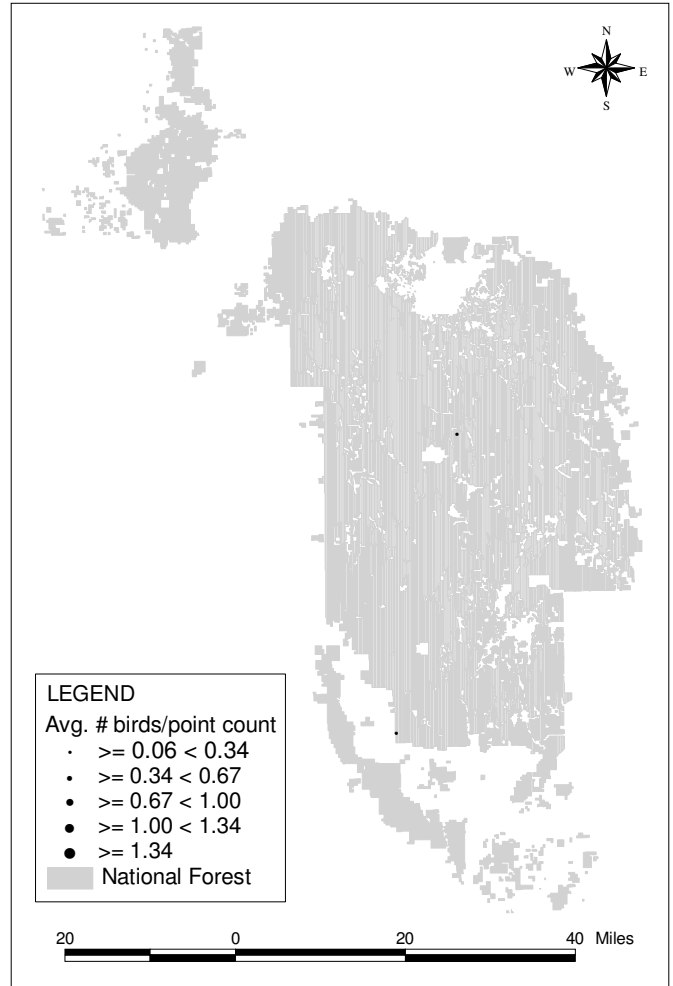 N
W E
S
LEGEND
Avg. # birds/point count
>= 0.06 < 0.34
>= 0.34 < 0.67
>= 0.67 < 1.00
>= 1.00 < 1.34
>= 1.34
National Forest
20 0 20 40 Miles